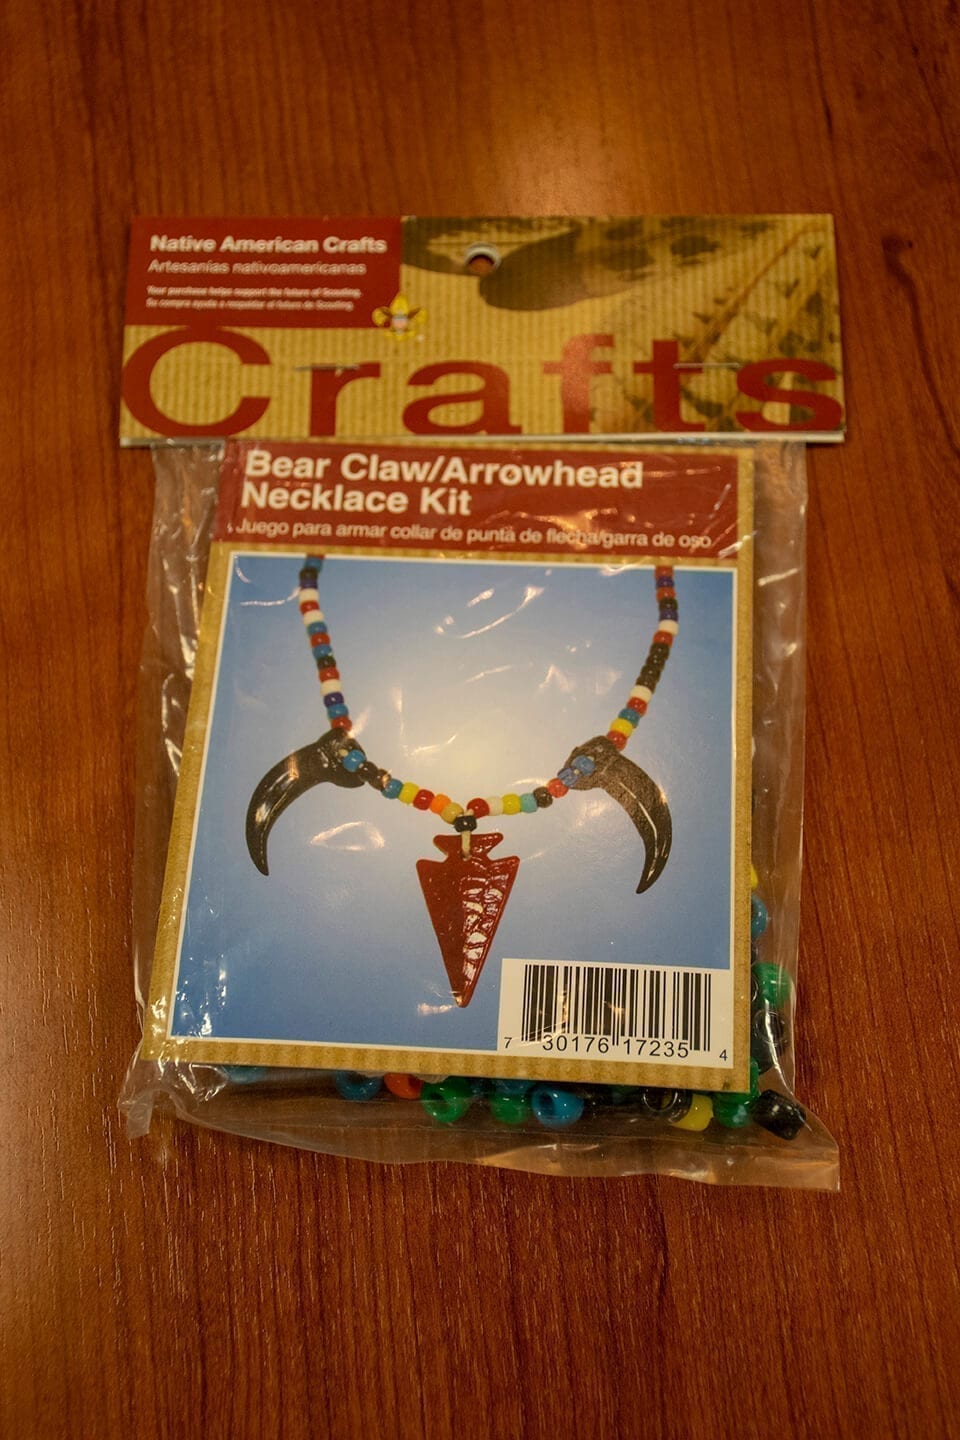 Native American Crafts
Artesanías nativoamericanas
Your purchase helps support the future of Scouting.
Su compra ayuda a respaldar el futuro de Scouting.
Crafts
Bear Claw/Arrowhead
Necklace Kit
Juego para armar collar de punta de flecha/garra de oso
7 30176 17235 4